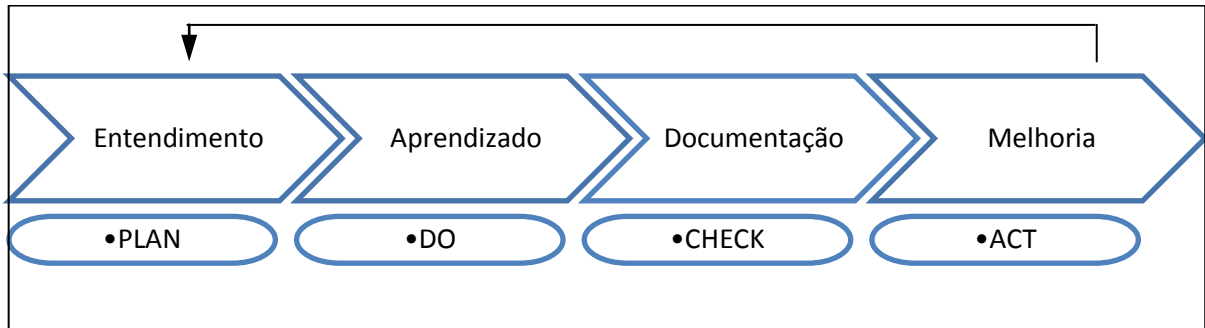 Entendimento
Aprendizado
Documentação
Melhoria
•PLAN
•DO
•CHECK
•ACT